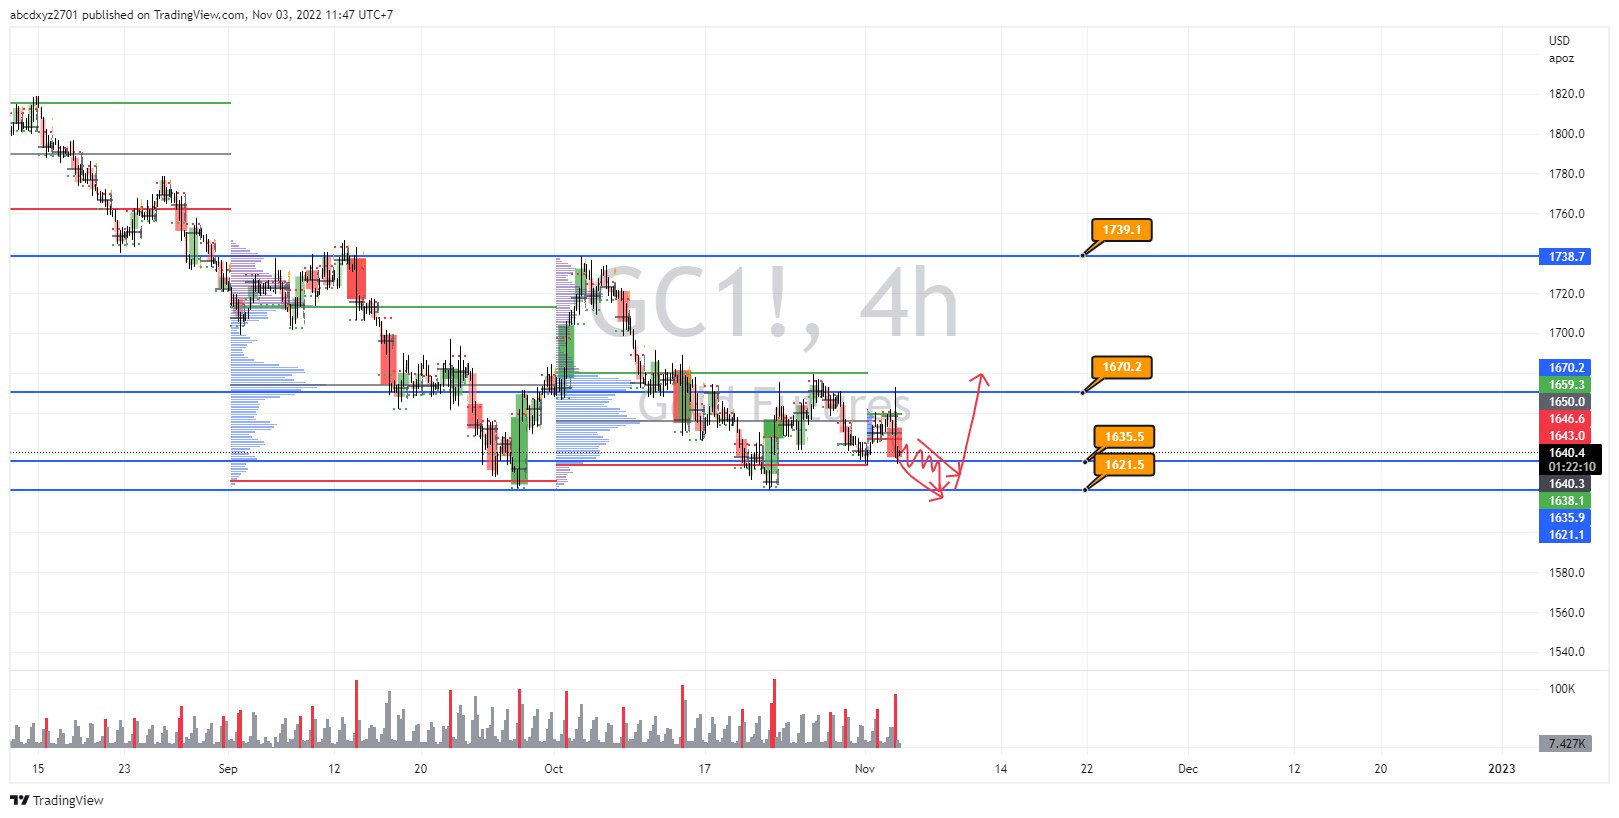 abcdxyz2701 published on TradingView.com, Nov 03, 2022 11:47 UTC+7
USD
apoz
1820.0
1800.0
1780.0
1760.0
1739.1
1738.7
1720.0
GC1!, 4h
1700.0
1670.2
1670.2
1659.3
Gold Futures
1650.0
1646.6
1635.5
1643.0
1640.4
1621.5
01:22:10
1640.3
1638.1
1635.9
1621.1
1580.0
1560.0
1540.0
100K
7.427K
15 23 Sep 12 20 Oct 17 Nov 14 22 Dec 12 20 2023
TradingView